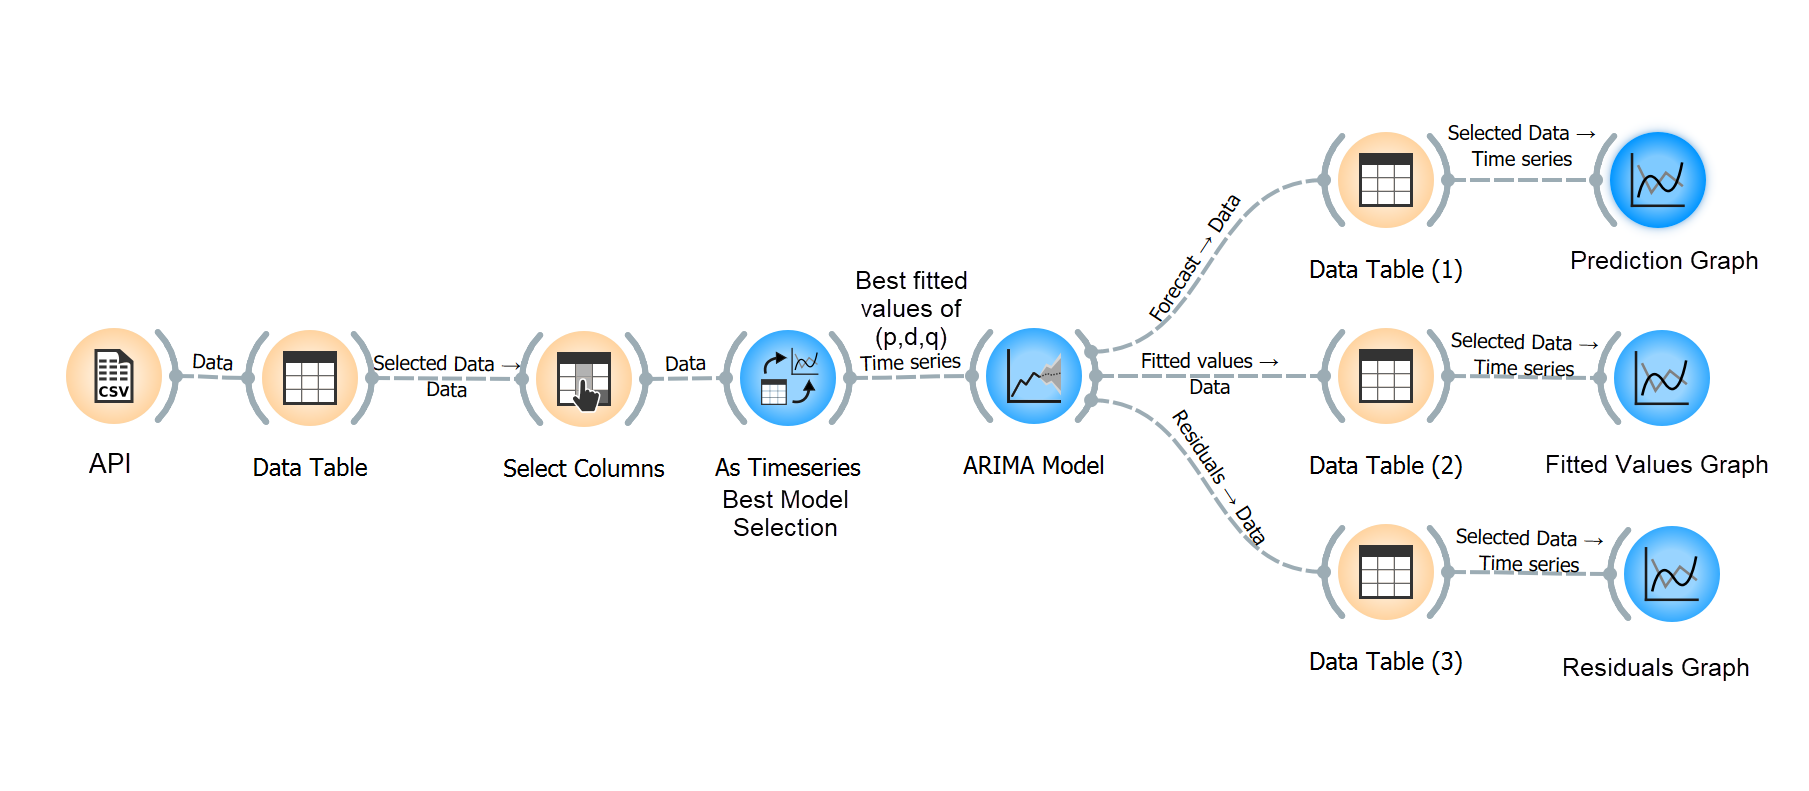 CSV
API
Data
Data Table
Selected Data →
Data
Select Columns
Data
As Timeseries
Best Model
Selection
Best fitted
values of
(p,d,q)
Time series
ARIMA Model
Forecast → Data
Data Table (1)
Selected Data →
Time series
Prediction Graph
Fitted values →
Data
Data Table (2)
Selected Data →
Time series
Fitted Values Graph
Residuals → Data
Data Table (3)
Selected Data →
Time series
Residuals Graph